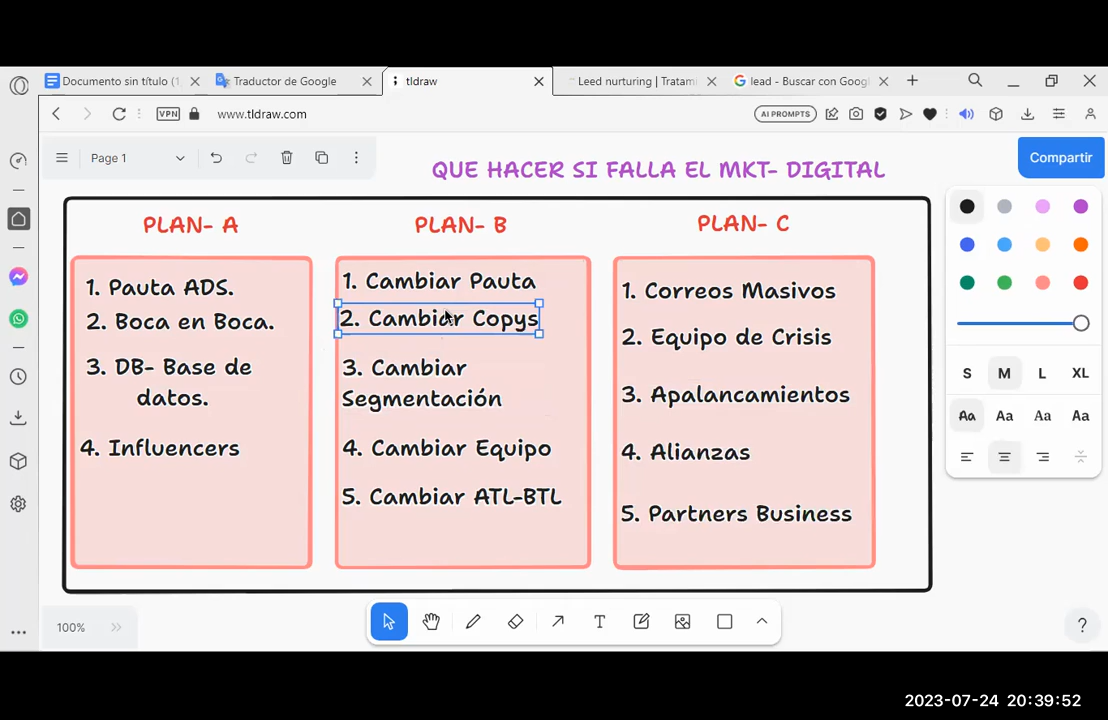 Documento sin título (1
Traductor de Google
tldraw
Leed nurturing | Tratami
lead - Buscar con Googl
VPN
www.tldraw.com
AI PROMPTS
Page 1
Compartir
QUE HACER SI FALLA EL MKT- DIGITAL
PLAN- A
1. Pauta ADS.
2. Boca en Boca.
3. DB- Base de
datos.
4. Influencers
PLAN- B
1. Cambiar Pauta
2. Cambiar Copys
3. Cambiar
Segmentación
4. Cambiar Equipo
5. Cambiar ATL-BTL
PLAN- C
1. Correos Masivos
2. Equipo de Crisis
3. Apalancamientos
4. Alianzas
5. Partners Business
S M L XL
Aa Aa Aa Aa
100%
?
2023-07-24 20:39:52